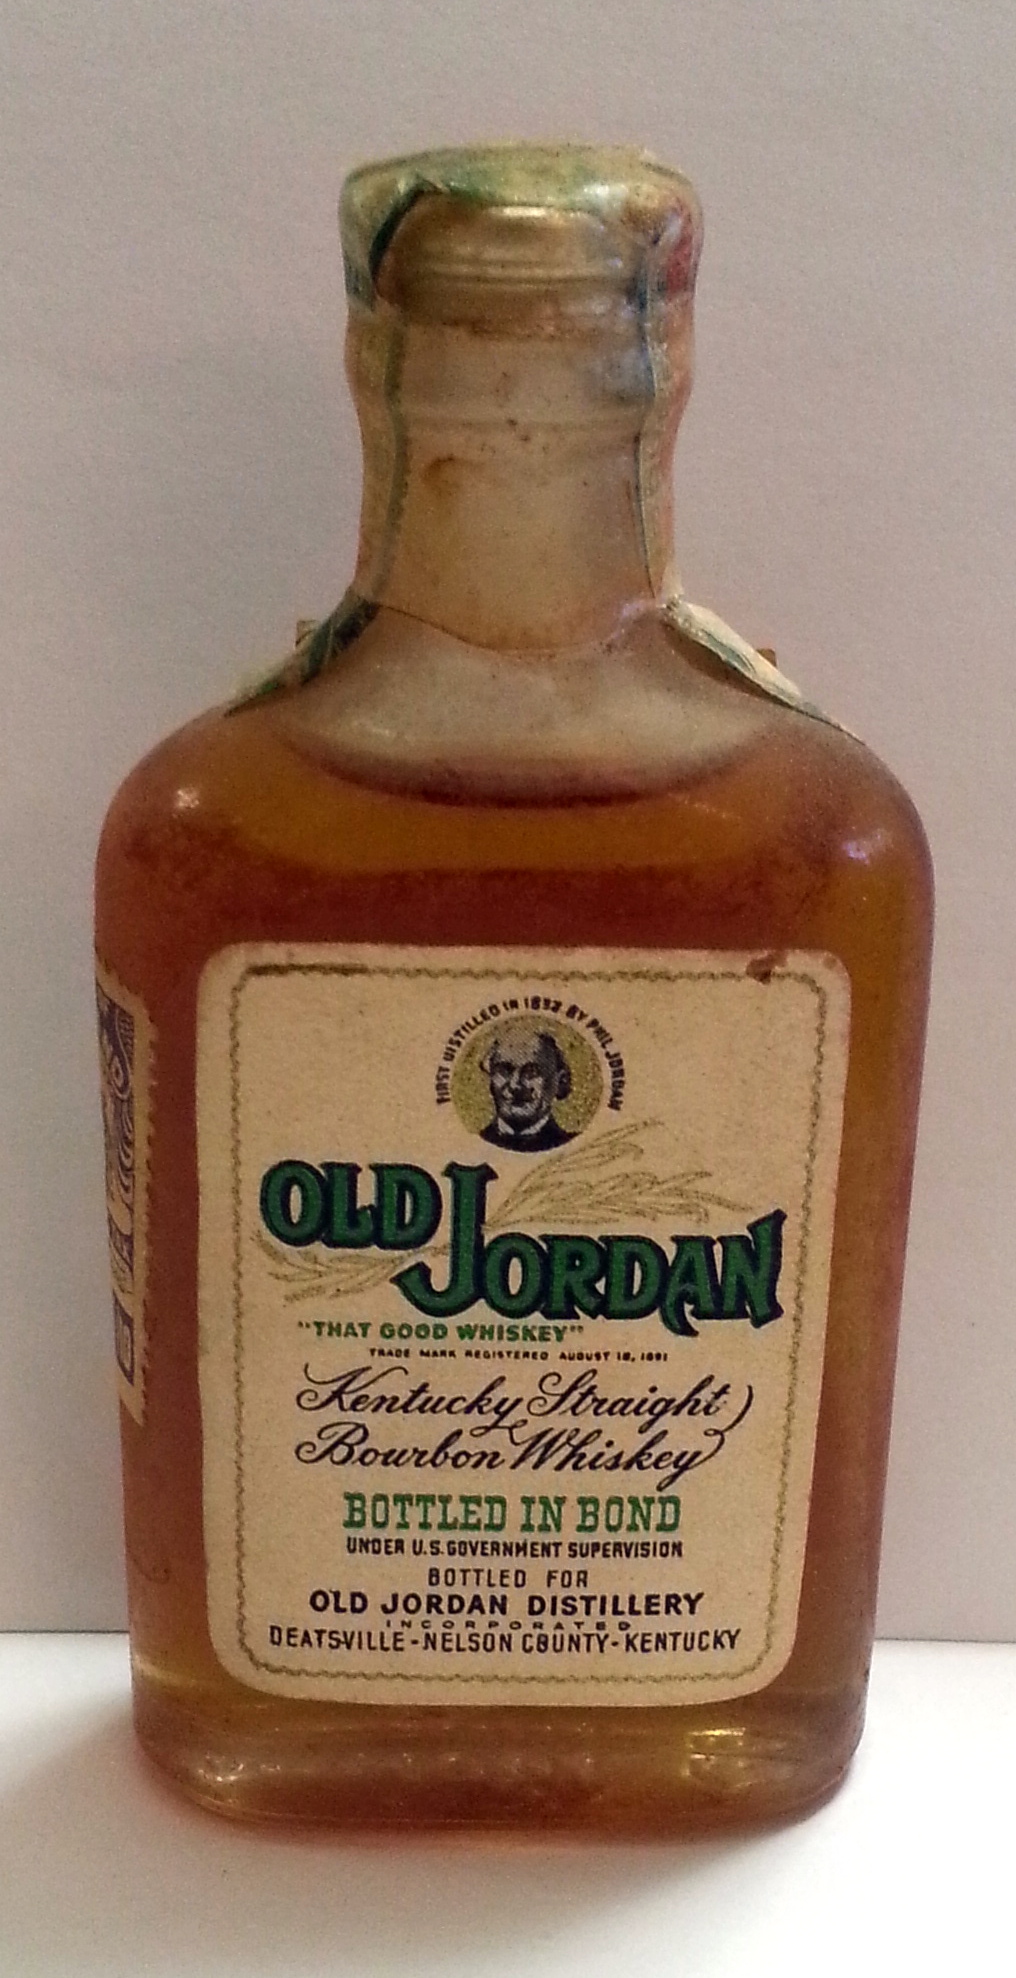 FIRST DISTILLED IN 1832 BY PHIL JORDAN
OLD JORDAN
"THAT GOOD WHISKEY"
TRADE MARK REGISTERED AUGUST 18, 1891
Kentucky Straight
Bourbon Whiskey
BOTTLED IN BOND
UNDER U.S. GOVERNMENT SUPERVISION
BOTTLED FOR
OLD JORDAN DISTILLERY
INCORPORATED
DEATSVILLE-NELSON COUNTY-KENTUCKY